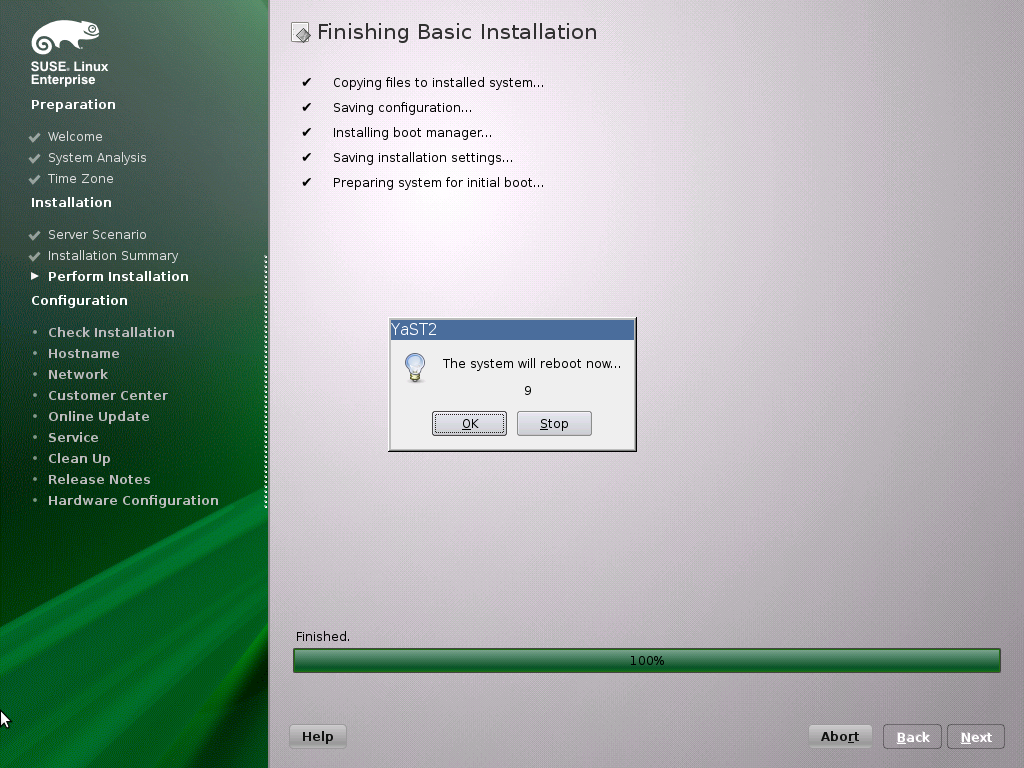 SUSE. Linux
Enterprise
Preparation
Welcome
System Analysis
Time Zone
Installation
Server Scenario
Installation Summary
Perform Installation
Configuration
Check Installation
Hostname
Network
Customer Center
Online Update
Service
Clean Up
Release Notes
Hardware Configuration
Finishing Basic Installation
Copying files to installed system...
Saving configuration...
Installing boot manager...
Saving installation settings...
Preparing system for initial boot...
YaST2
The system will reboot now...
9
OK Stop
Finished.
100%
Help Abort Back Next